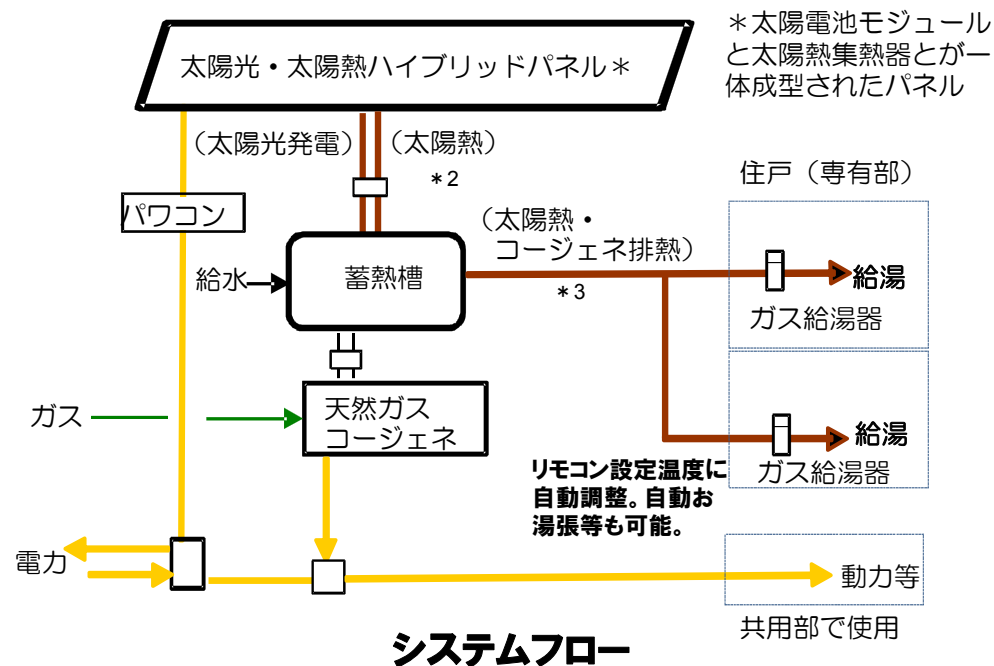 太陽光・太陽熱ハイブリッドパネル＊
＊太陽電池モジュール
と太陽熱集熱器とが一
体成型されたパネル
（太陽光発電）
（太陽熱）
＊2
パワコン
住戸（専有部）
（太陽熱・
コージェネ排熱）
＊3
給水
蓄熱槽
給湯
ガス給湯器
ガス
天然ガス
コージェネ
給湯
ガス給湯器
リモコン設定温度に
自動調整。自動お
湯張等も可能。
電力
動力等
共用部で使用
システムフロー